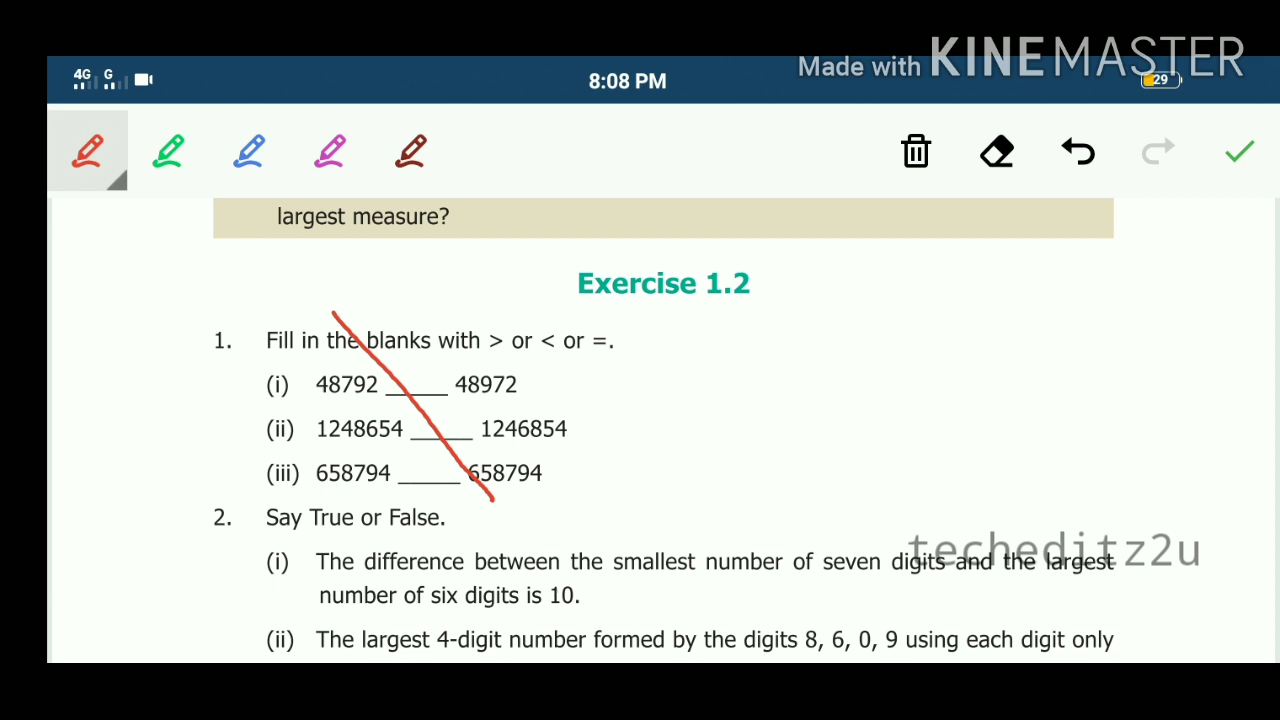 Made with KINEMASTER
4G G 8:08 PM 29
largest measure?
Exercise 1.2
1. Fill in the blanks with > or < or =.
(i) 48792 _____ 48972
(ii) 1248654 _____ 1246854
(iii) 658794 _____ 658794
2. Say True or False.
techeditz2u
(i) The difference between the smallest number of seven digits and the largest
number of six digits is 10.
(ii) The largest 4-digit number formed by the digits 8, 6, 0, 9 using each digit only